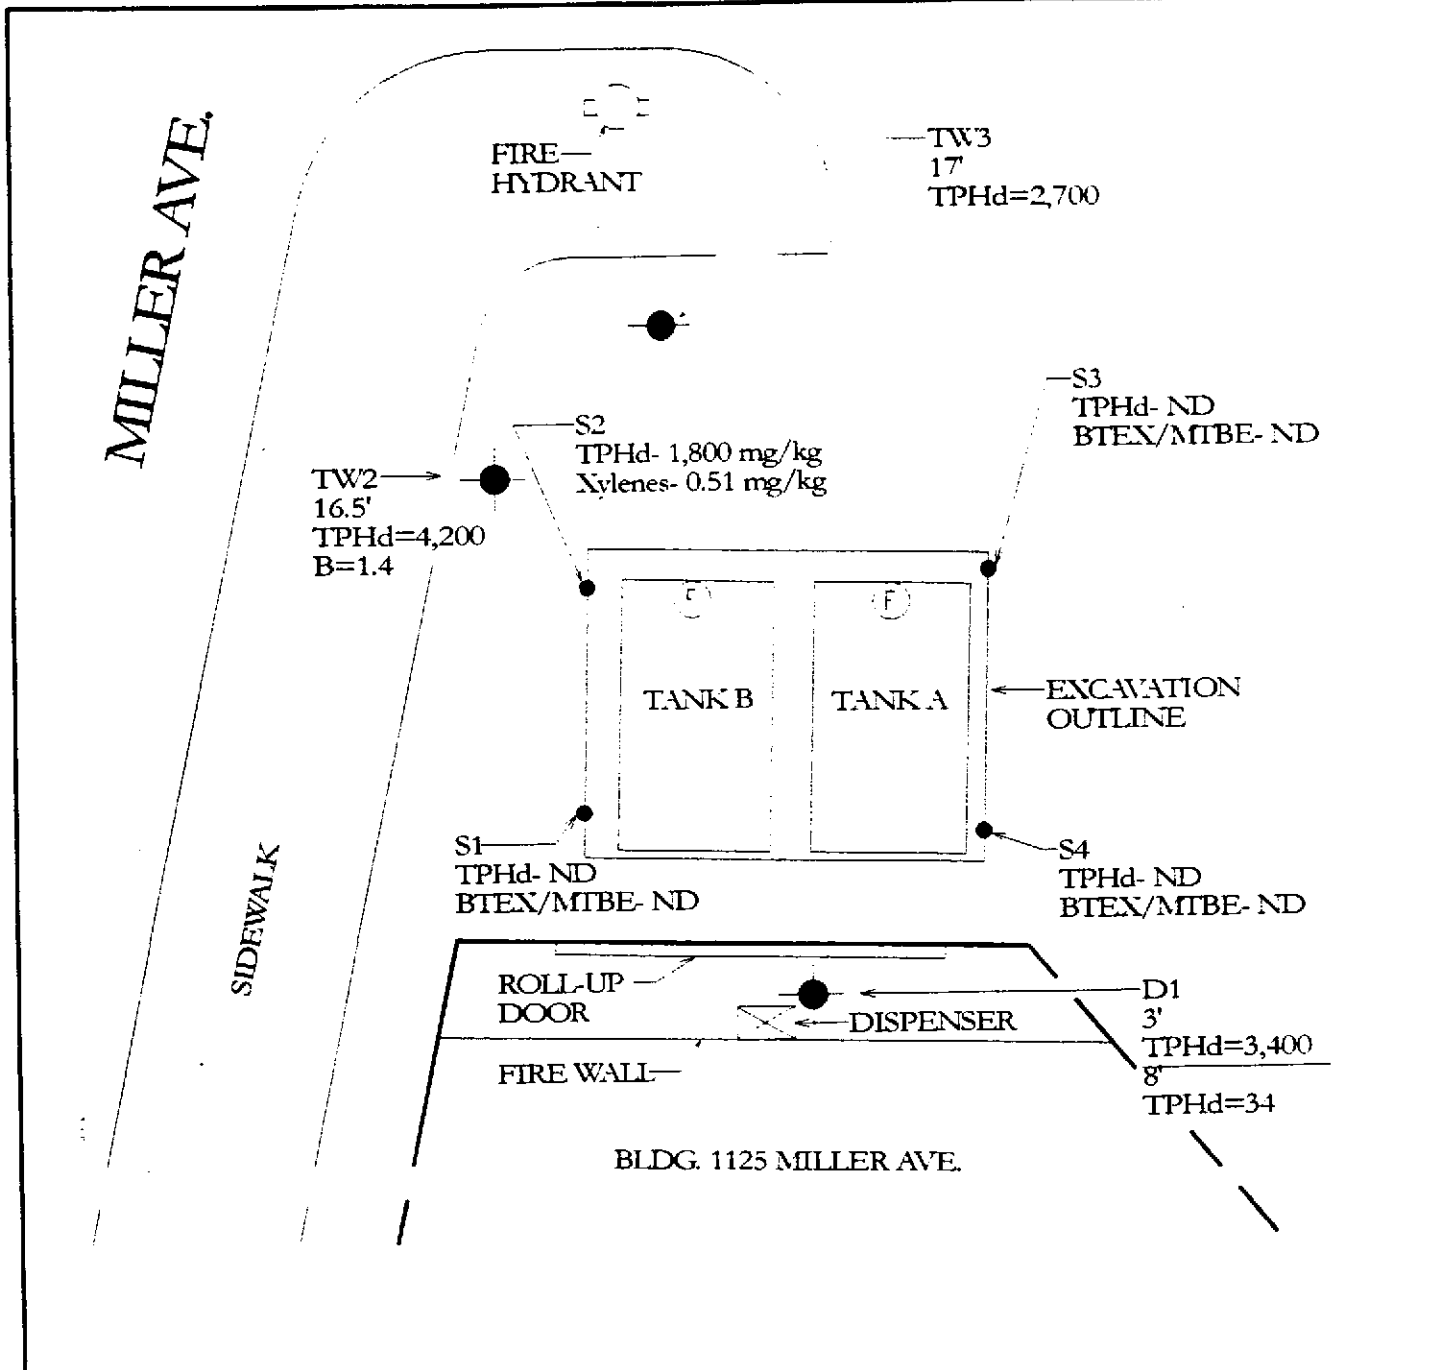 MILLER AVE.
FIRE
HYDRANT
TW3
17'
TPHd=2,700
S3
TPHd- ND
BTEX/MTBE- ND
S2
TPHd- 1,800 mg/kg
Xylenes- 0.51 mg/kg
TW2
16.5'
TPHd=4,200
B=1.4
F
F
TANK B
TANK A
EXCAVATION
OUTLINE
S1
TPHd- ND
BTEX/MTBE- ND
S4
TPHd- ND
BTEX/MTBE- ND
SIDEWALK
ROLL-UP
DOOR
DISPENSER
D1
3'
TPHd=3,400
8'
TPHd=34
FIRE WALL
BLDG. 1125 MILLER AVE.